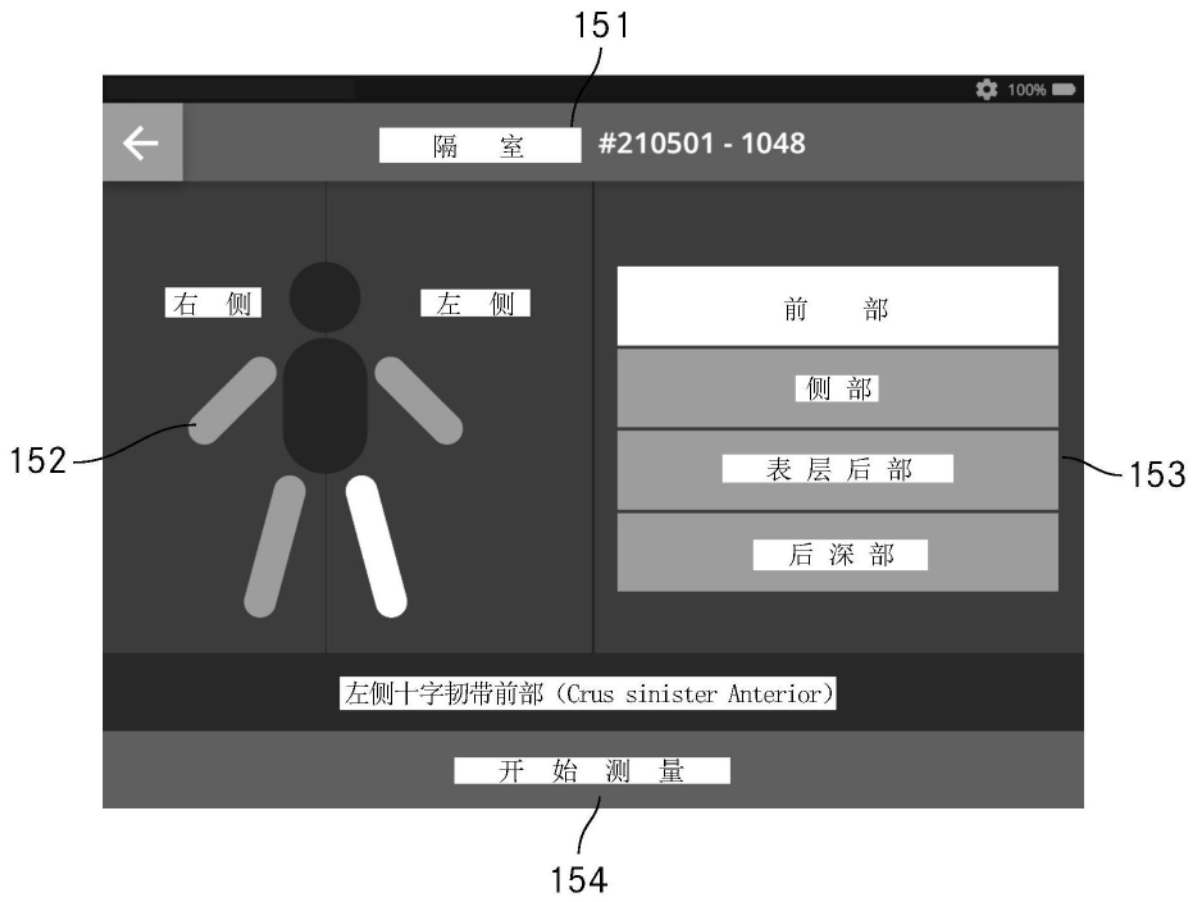 151
100%
隔室 #210501 - 1048
右侧 左侧
前部
侧部
152
表层后部
153
后深部
左侧十字韧带前部（Crus sinister Anterior）
开始测量
154